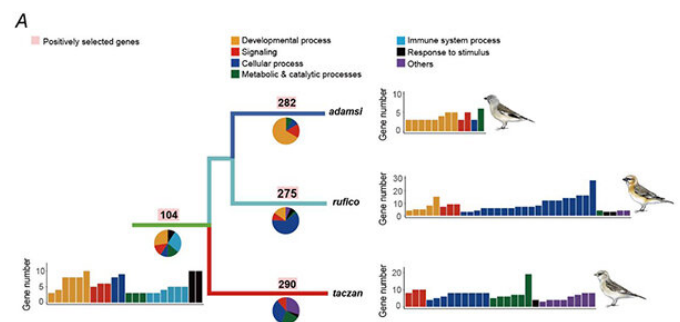 A
Positively selected genes
Developmental process
Signaling
Cellular process
Metabolic & catalytic processes
Immune system process
Response to stimulus
Others
282
adamsi
10
5
0
Gene number
275
rufico
30
20
10
0
Gene number
104
10
5
0
Gene number
290
taczan
20
10
0
Gene number